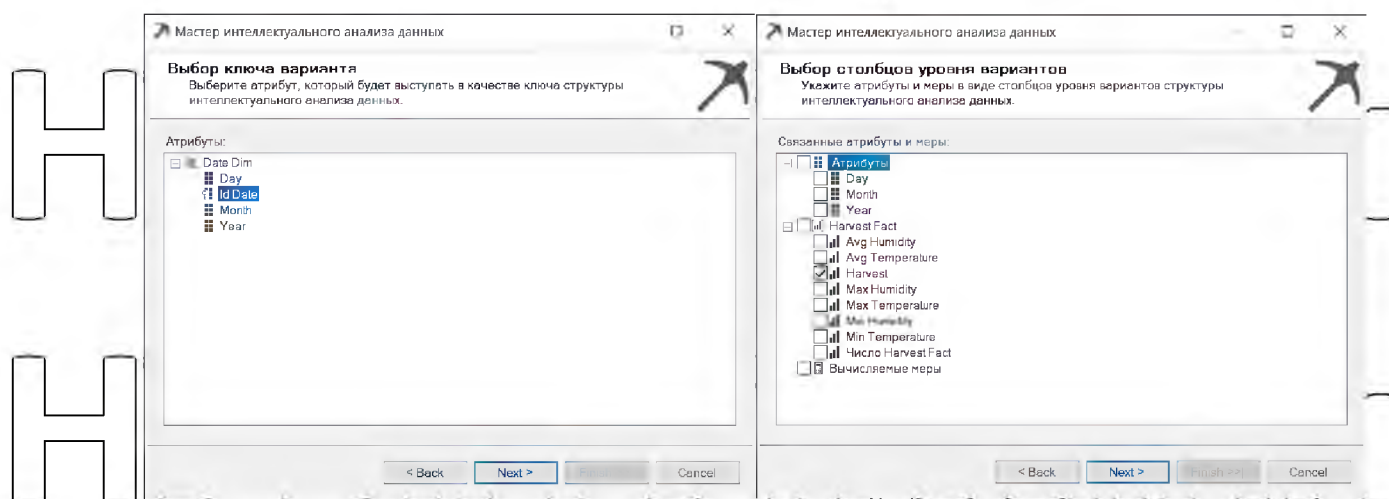 Мастер интеллектуального анализа данных
Выбор ключа варианта
Выберите атрибут, который будет выступать в качестве ключа структуры
интеллектуального анализа данных.
Атрибуты:
Date Dim
Day
Id Date
Month
Year
< Back
Next >
Cancel
Мастер интеллектуального анализа данных
Выбор столбцов уровня вариантов
Укажите атрибуты и меры в виде столбцов уровня вариантов структуры
интеллектуального анализа данных.
Связанные атрибуты и меры:
Атрибуты
Day
Month
Year
Harvest Fact
Avg Humidity
Avg Temperature
Harvest
Max Humidity
Max Temperature
Min Temperature
Число Harvest Fact
Вычисляемые меры
< Back
Next >
Cancel